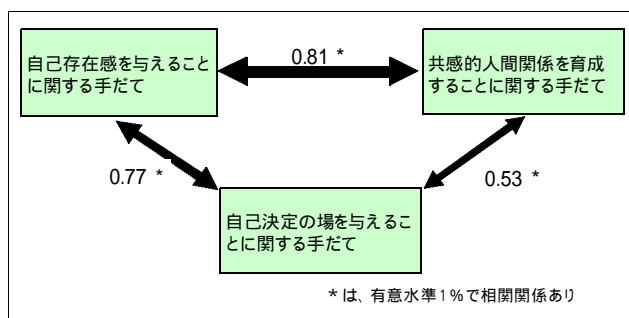 自己存在感を与えること
に関する手だて
0.81 *
共感的人間関係を育成
することに関する手だて
0.77 *
0.53 *
自己決定の場を与えるこ
とに関する手だて
*は、有意水準1%で相関関係あり